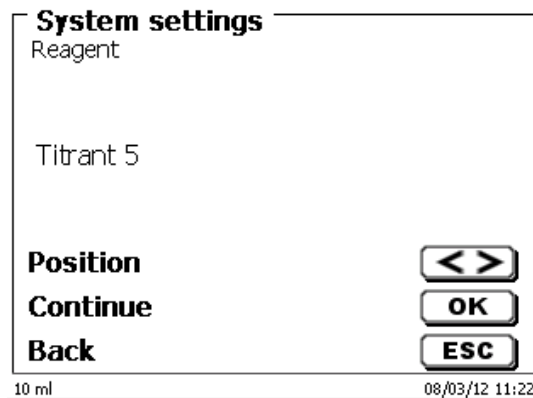 System settings
Reagent
Titrant 5
Position < >
Continue OK
Back ESC
10 ml 08/03/12 11:22